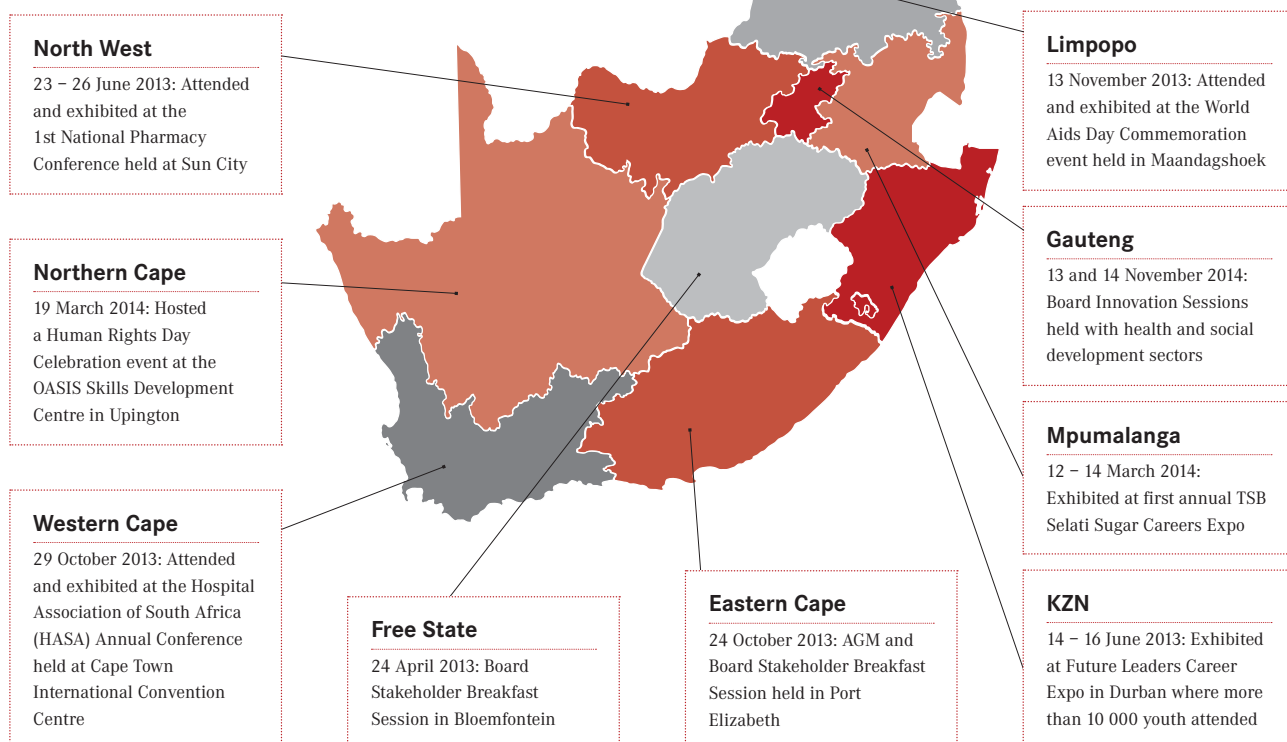 North West
23 – 26 June 2013: Attended
and exhibited at the
1st National Pharmacy
Conference held at Sun City
Northern Cape
19 March 2014: Hosted
a Human Rights Day
Celebration event at the
OASIS Skills Development
Centre in Upington
Western Cape
29 October 2013: Attended
and exhibited at the Hospital
Association of South Africa
(HASA) Annual Conference
held at Cape Town
International Convention
Centre
Free State
24 April 2013: Board
Stakeholder Breakfast
Session in Bloemfontein
Eastern Cape
24 October 2013: AGM and
Board Stakeholder Breakfast
Session held in Port
Elizabeth
Limpopo
13 November 2013: Attended
and exhibited at the World
Aids Day Commemoration
event held in Maandagshoek
Gauteng
13 and 14 November 2014:
Board Innovation Sessions
held with health and social
development sectors
Mpumalanga
12 – 14 March 2014:
Exhibited at first annual TSB
Selati Sugar Careers Expo
KZN
14 – 16 June 2013: Exhibited
at Future Leaders Career
Expo in Durban where more
than 10 000 youth attended